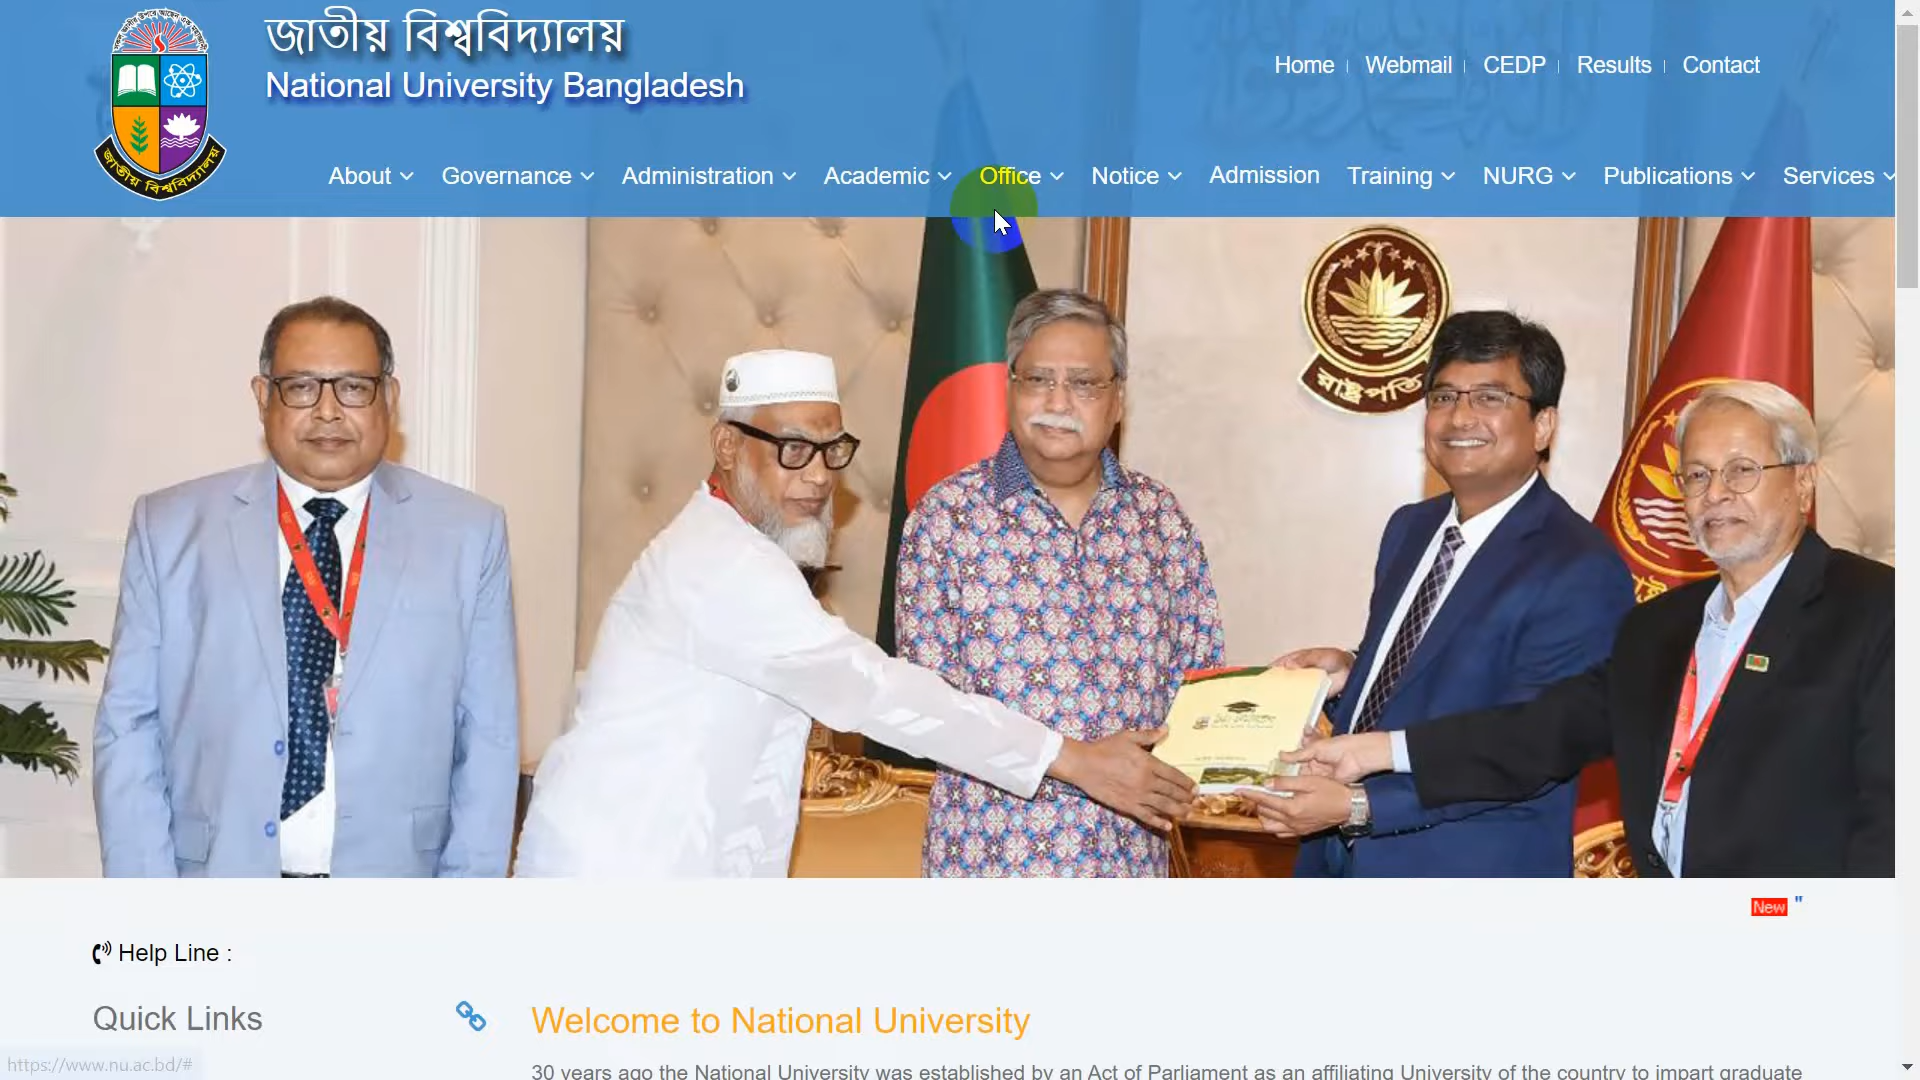 জাতীয় বিশ্ববিদ্যালয়
National University Bangladesh
Home
Webmail
CEDP
Results
Contact
জাতীয় বিশ্ববিদ্যালয়
About
Governance
Administration
Academic
Office
Notice
Admission
Training
NURG
Publications
Services
রাষ্ট্রপতি
New "
Help Line :
Quick Links
Welcome to National University
30 years ago the National University was established by an Act of Parliament as an affiliating University of the country to impart graduate
https://www.nu.ac.bd/#